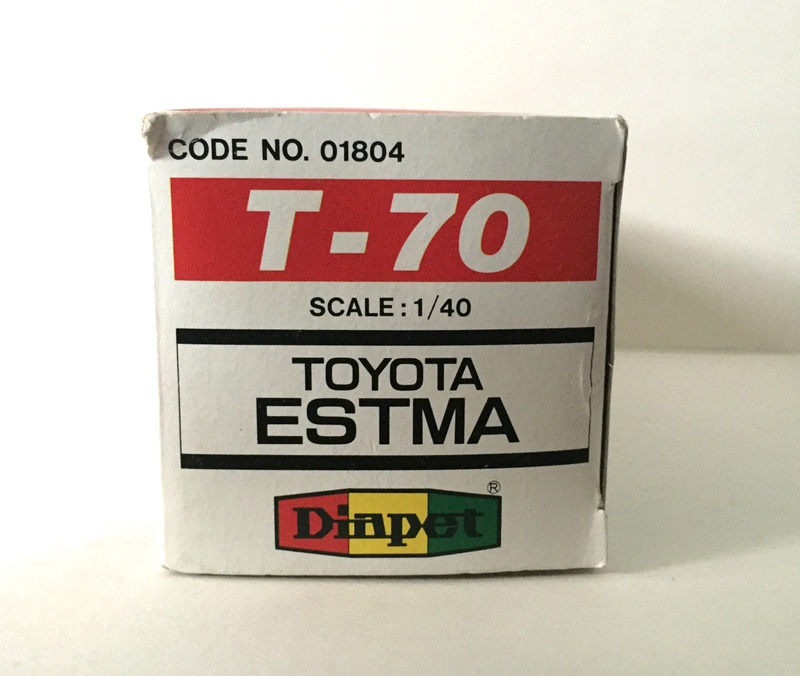 CODE NO. 01804
T-70
SCALE : 1/40
TOYOTA
ESTMA
®
Diapet